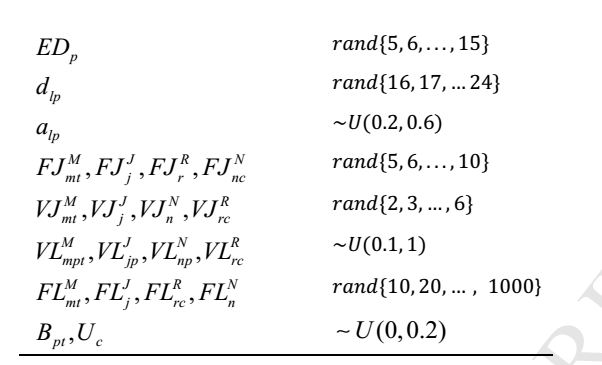 ED_p rand{5, 6, . . . , 15}
d_lp rand{16, 17, ... 24}
a_lp ~U(0.2, 0.6)
FJ^M_mt, FJ^J_j, FJ^R_r, FJ^N_nc rand{5, 6, . . . , 10}
VJ^M_mt, VJ^J_j, VJ^N_n, VJ^R_rc rand{2, 3, ... , 6}
VL^M_mpt, VL^J_jp, VL^N_np, VL^R_rc ~U(0.1, 1)
FL^M_mt, FL^J_j, FL^R_rc, FL^N_n rand{10, 20, ... , 1000}
B_pt, U_c ~ U(0, 0.2)